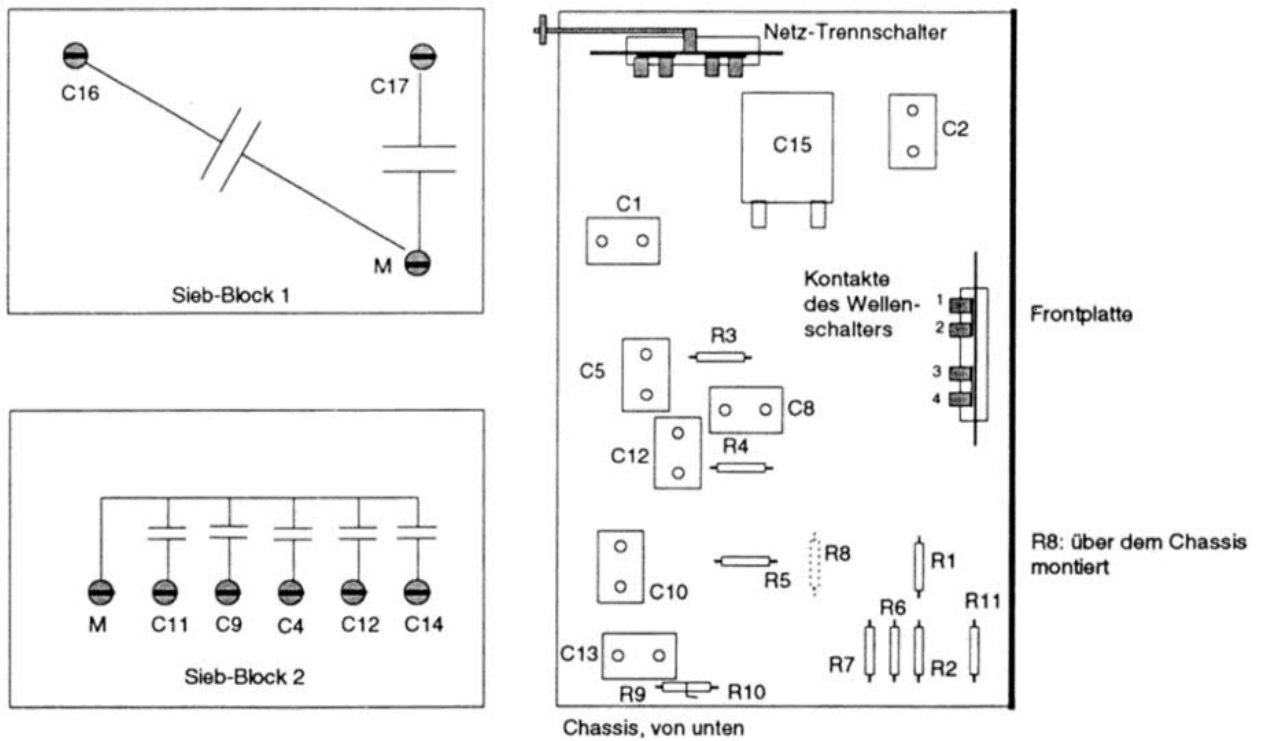 C16
C17
M
Sieb-Block 1
M
C11
C9
C4
C12
C14
Sieb-Block 2
Netz-Trennschalter
C15
C2
C1
Kontakte
des Wellen-
schalters
1
2
3
4
Frontplatte
R3
C5
C8
C12
R4
R8: über dem Chassis
montiert
C10
R5
R8
R1
R6
R11
C13
R7
R2
R9
R10
Chassis, von unten